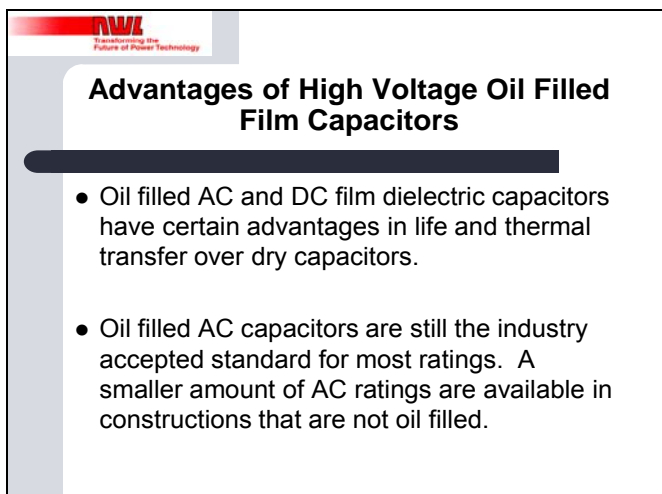 NWL
Transforming the
Future of Power Technology
Advantages of High Voltage Oil Filled
Film Capacitors
● Oil filled AC and DC film dielectric capacitors
have certain advantages in life and thermal
transfer over dry capacitors.
● Oil filled AC capacitors are still the industry
accepted standard for most ratings.  A
smaller amount of AC ratings are available in
constructions that are not oil filled.